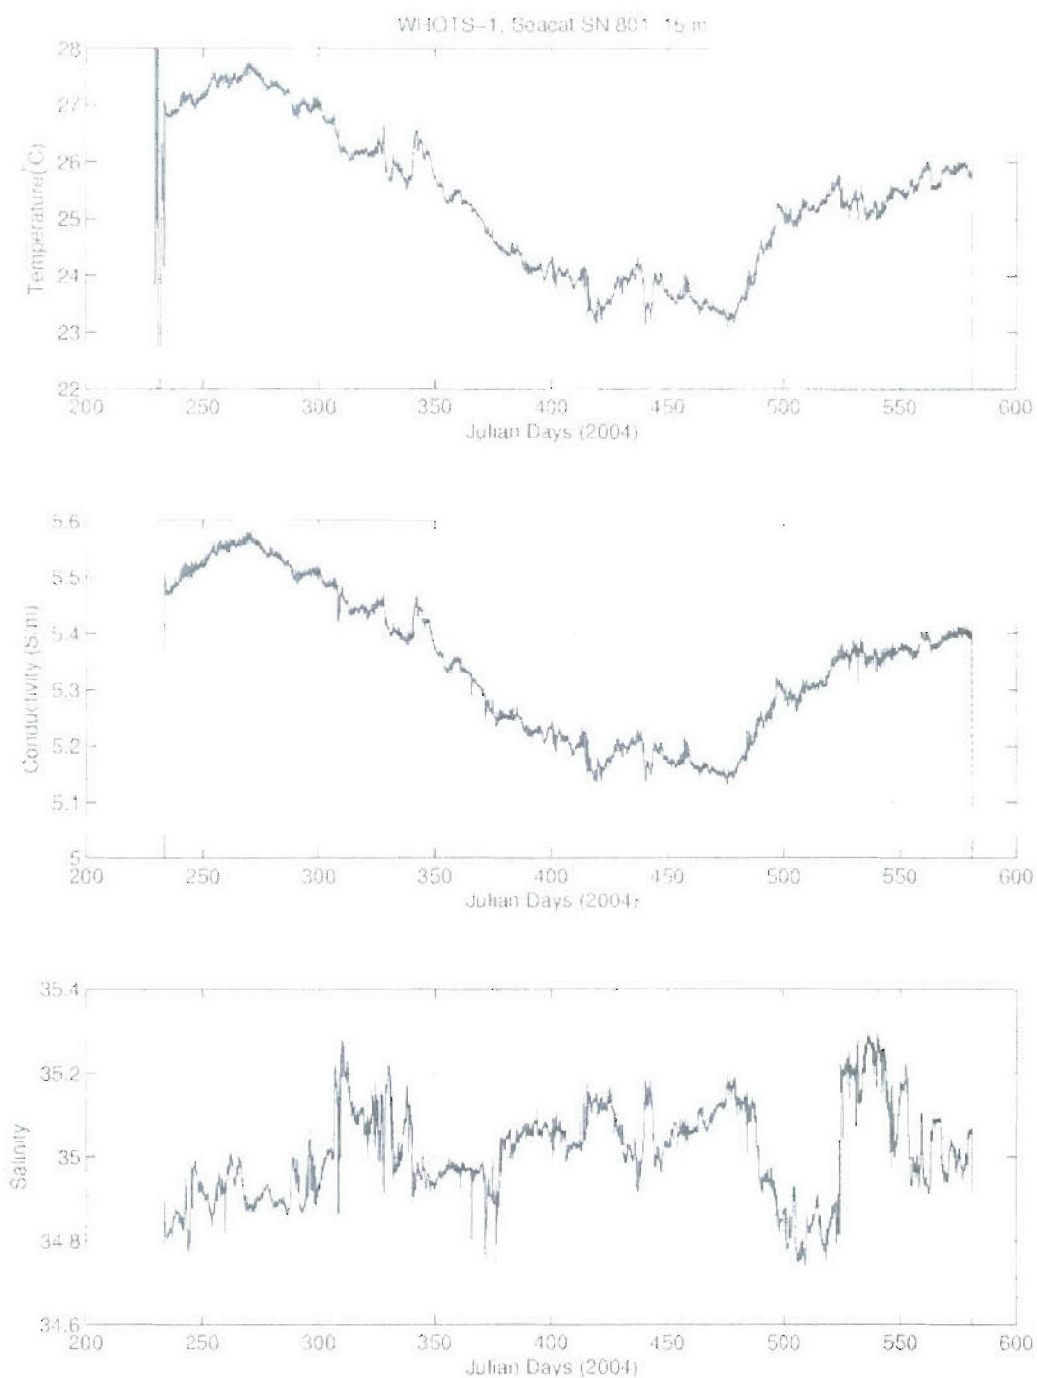 WHOTS-1, Seacat SN 801 15 m
28
27
26
25
24
23
22
Temperature(°C)
200 250 300 350 400 450 500 550 600
Julian Days (2004)
5.6
5.5
5.4
5.3
5.2
5.1
5
Conductivity (S/m)
200 250 300 350 400 450 500 550 600
Julian Days (2004)
35.4
35.2
35
34.8
34.6
Salinity
200 250 300 350 400 450 500 550 600
Julian Days (2004)